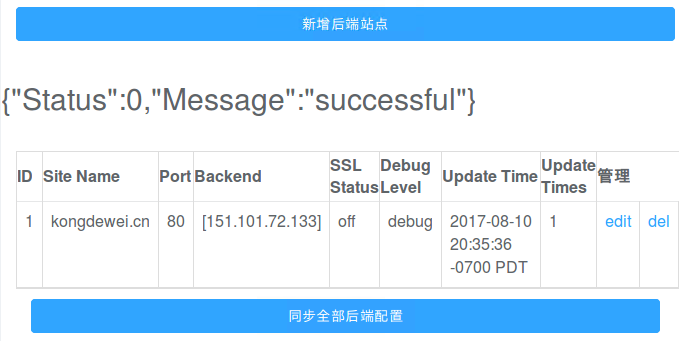 新增后端站点
{"Status":0,"Message":"successful"}
ID Site Name Port Backend SSL Status Debug Level Update Time Update Times 管理
1 kongdewei.cn 80 [151.101.72.133] off debug 2017-08-10 20:35:36 -0700 PDT 1 edit del
同步全部后端配置